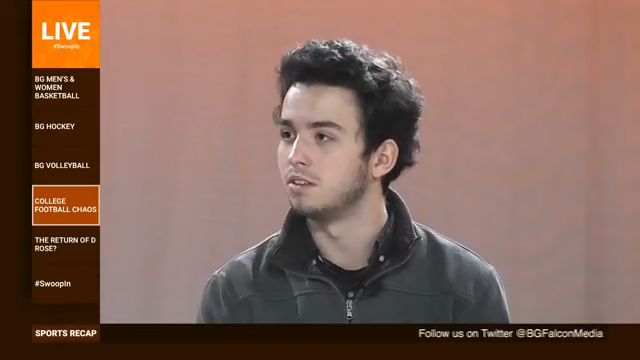 LIVE
#SwoopIn
BG MEN'S &
WOMEN
BASKETBALL
BG HOCKEY
BG VOLLEYBALL
COLLEGE
FOOTBALL CHAOS
THE RETURN OF D
ROSE?
#SwoopIn
SPORTS RECAP
Follow us on Twitter @BGFalconMedia